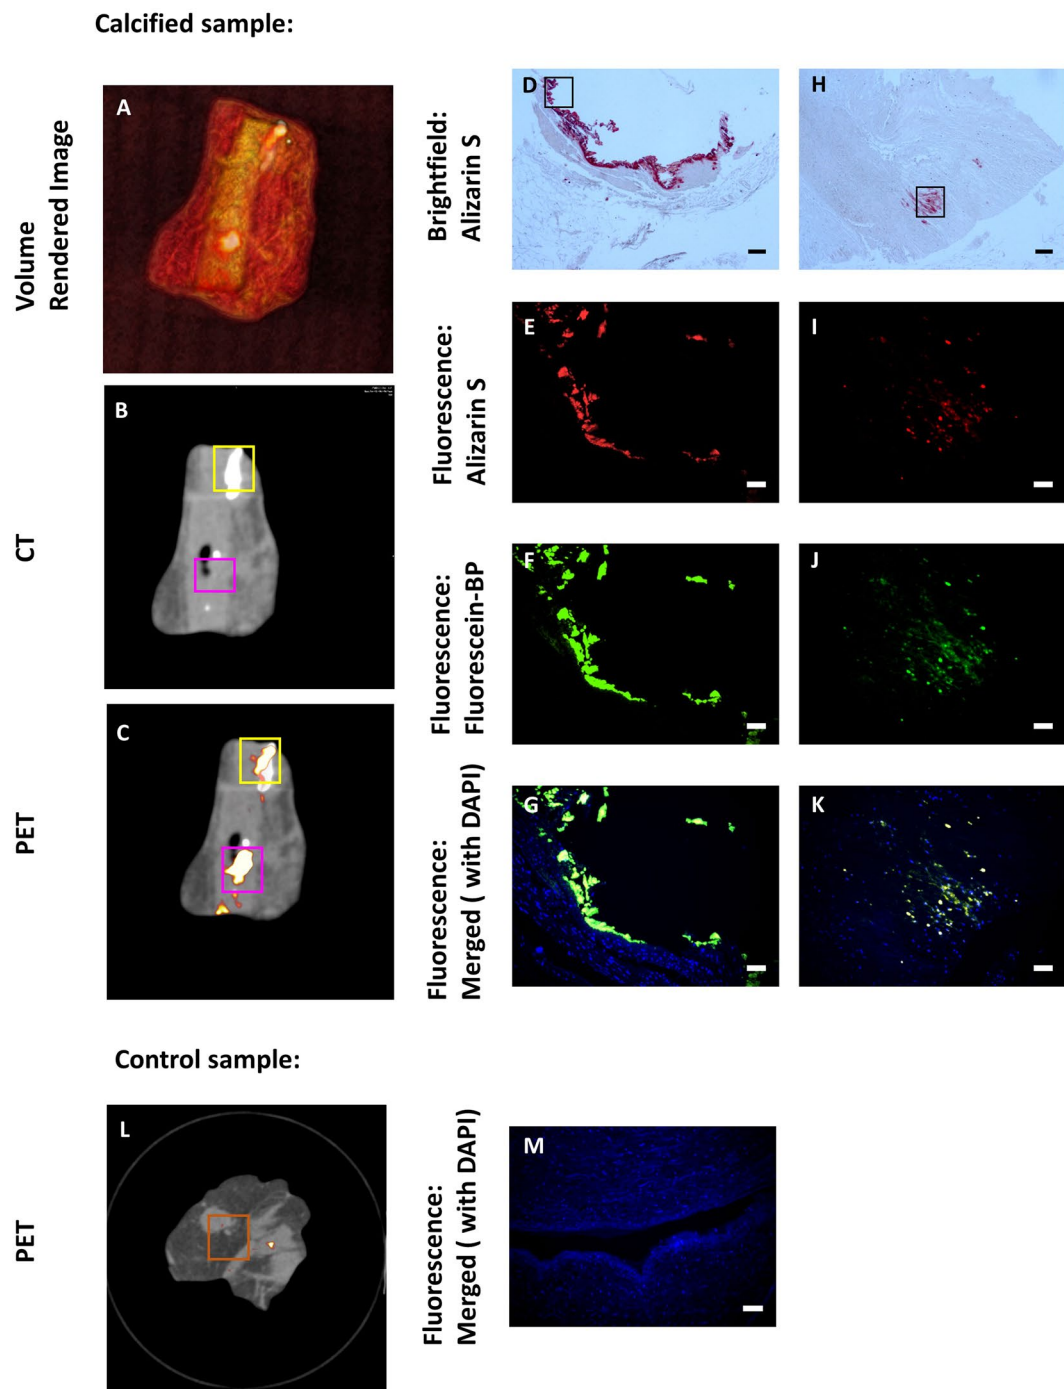 Calcified sample:
Volume
Rendered Image
A
CT
B
PET
C
Brightfield:
Alizarin S
D
H
Fluorescence:
Alizarin S
E
I
Fluorescence:
Fluorescein-BP
F
J
Fluorescence:
Merged ( with DAPI)
G
K
Control sample:
PET
L
Fluorescence:
Merged ( with DAPI)
M